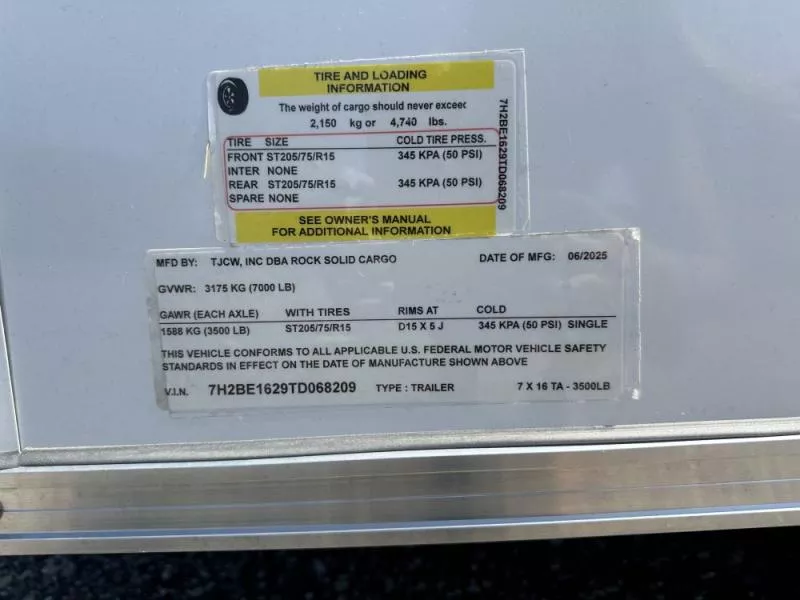 TIRE AND LOADING
INFORMATION
The weight of cargo should never exceed
2,150 kg or 4,740 lbs.
TIRE SIZE COLD TIRE PRESS.
FRONT ST205/75/R15 345 KPA (50 PSI)
INTER NONE
REAR ST205/75/R15 345 KPA (50 PSI)
SPARE NONE
SEE OWNER'S MANUAL
FOR ADDITIONAL INFORMATION
7H2BE1629TD068209
MFD BY: TJCW, INC DBA ROCK SOLID CARGO DATE OF MFG: 06/2025
GVWR: 3175 KG (7000 LB)
GAWR (EACH AXLE) WITH TIRES RIMS AT COLD
1588 KG (3500 LB) ST205/75/R15 D15 X 5 J 345 KPA (50 PSI) SINGLE
THIS VEHICLE CONFORMS TO ALL APPLICABLE U.S. FEDERAL MOTOR VEHICLE SAFETY
STANDARDS IN EFFECT ON THE DATE OF MANUFACTURE SHOWN ABOVE
V.I.N. 7H2BE1629TD068209 TYPE : TRAILER 7 X 16 TA - 3500LB